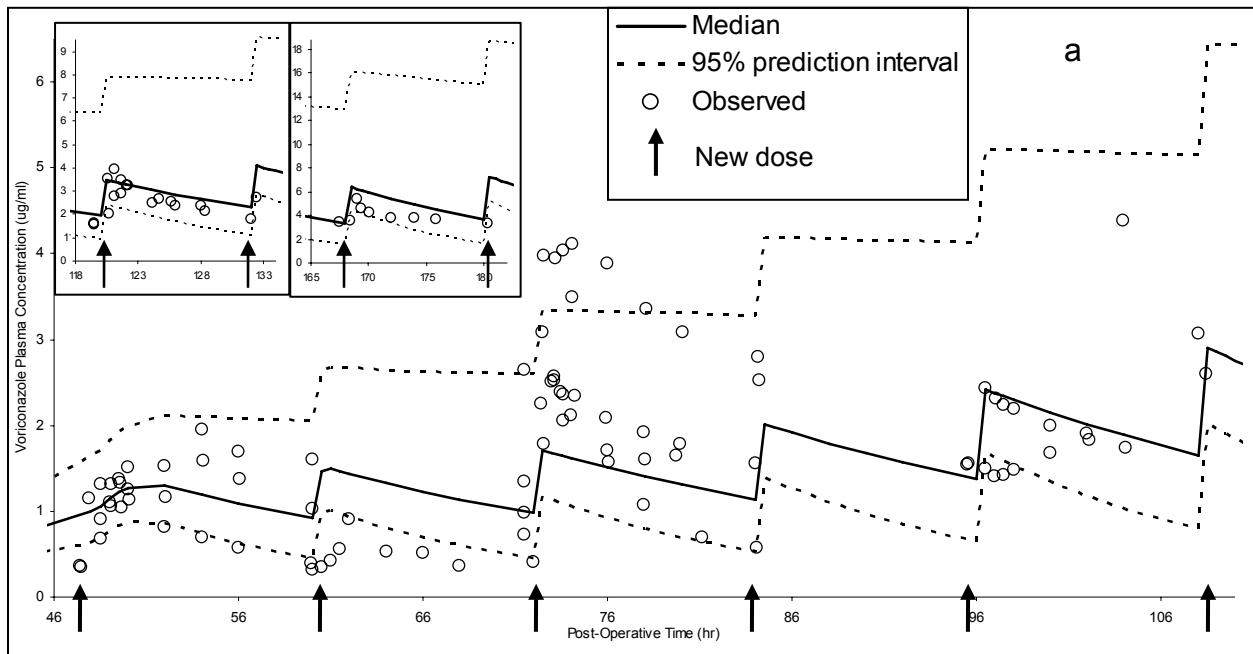 Median
95% prediction interval
Observed
New dose
a
9
8
7
6
5
4
3
2
1
0
118 123 128 133
18
16
14
12
10
8
6
4
2
0
165 170 175 180
Voriconazole Plasma Concentration (ug/ml)
6
5
4
3
2
1
0
46 56 66 76 86 96 106
Post-Operative Time (hr)